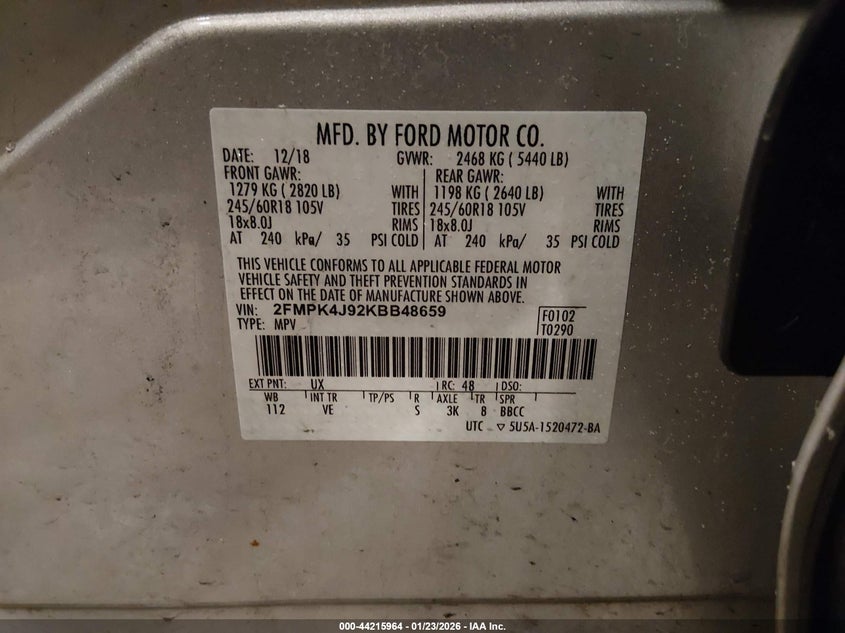 MFD. BY FORD MOTOR CO.
DATE: 12/18 GVWR: 2468 KG ( 5440 LB)
FRONT GAWR: REAR GAWR:
1279 KG ( 2820 LB) WITH 1198 KG ( 2640 LB) WITH
245/60R18 105V TIRES 245/60R18 105V TIRES
18x8.0J RIMS 18x8.0J RIMS
AT 240 kPa/ 35 PSI COLD AT 240 kPa/ 35 PSI COLD
THIS VEHICLE CONFORMS TO ALL APPLICABLE FEDERAL MOTOR
VEHICLE SAFETY AND THEFT PREVENTION STANDARDS IN
EFFECT ON THE DATE OF MANUFACTURE SHOWN ABOVE.
VIN: 2FMPK4J92KBB48659 F0102
TYPE: MPV T0290
EXT PNT: UX RC: 48 DSO:
WB INT TR TP/PS R AXLE TR SPR
112 VE S 3K 8 BBCC
UTC ▽ 5U5A-1520472-BA
000-44215964 - 01/23/2026 - IAA Inc.